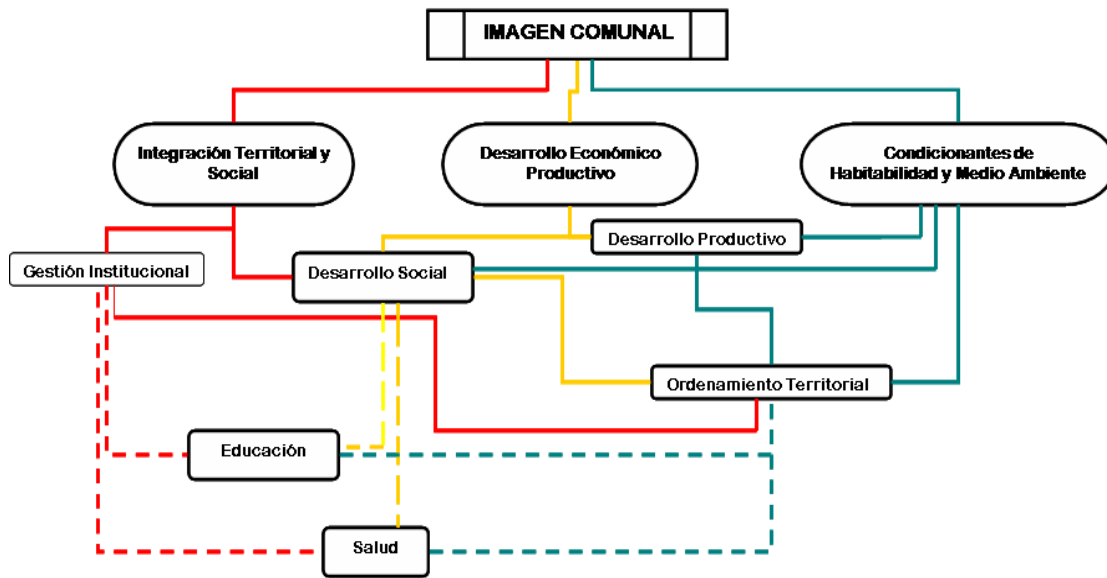 IMAGEN COMUNAL
Integración Territorial y
Social
Desarrollo Económico
Productivo
Condicionantes de
Habitabilidad y Medio Ambiente
Desarrollo Productivo
Gestión Institucional
Desarrollo Social
Ordenamiento Territorial
Educación
Salud